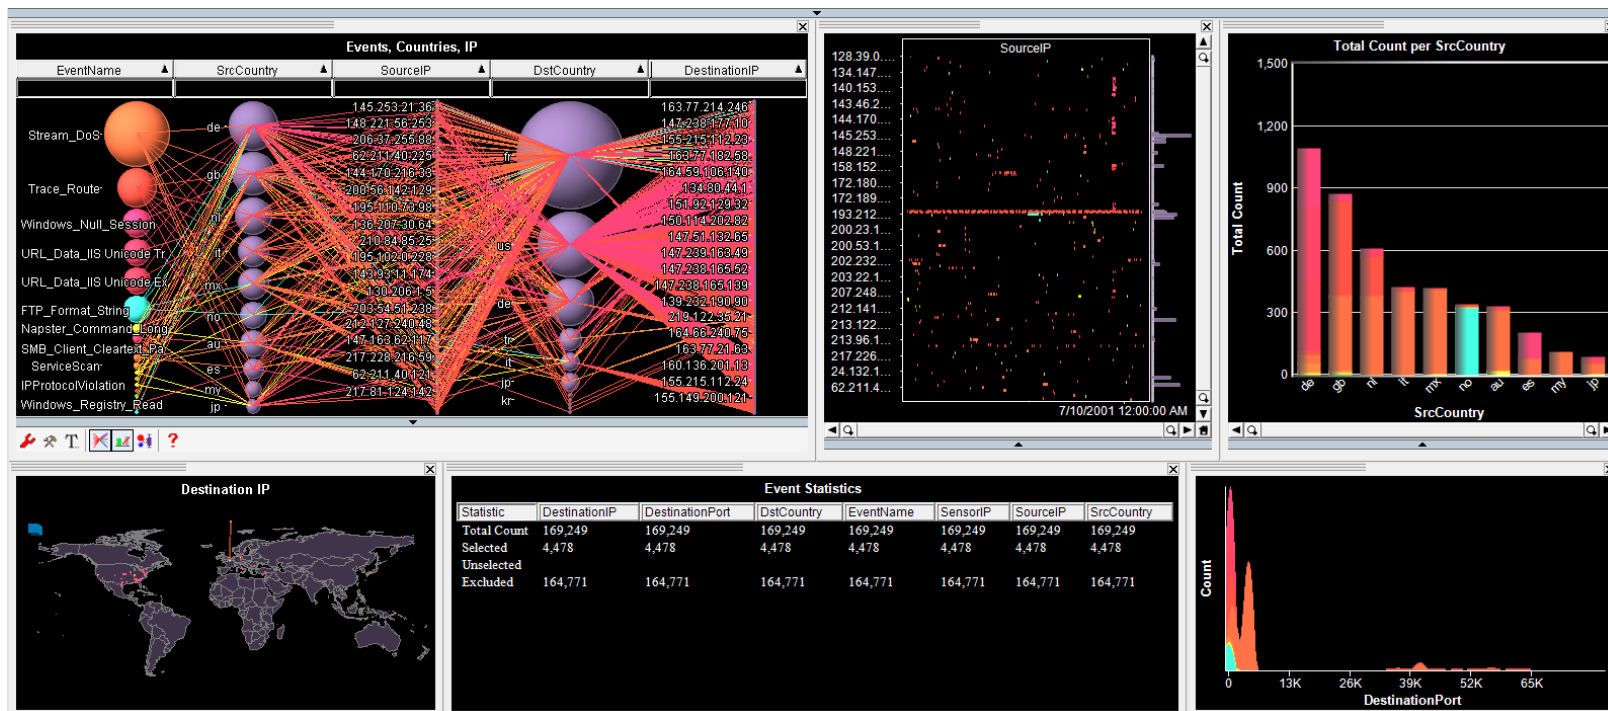 Events, Countries, IP
EventName SrcCountry SourceIP DstCountry DestinationIP
Stream_DoS
Trace_Route
Windows_Null_Session
URL_Data_IIS Unicode Tr
URL_Data_IIS Unicode Ex
FTP_Format_String
Napster_Command_Long
SMB_Client_Cleartext_Pa
ServiceScan
IPProtocolViolation
Windows_Registry_Read
de
gb
nl
it
mx
no
au
es
my
jp
145.253.21.36
148.221.56.253
206.37.255.88
62.211.40.225
144.170.216.33
200.56.142.129
195.110.73.98
136.207.30.64
210.84.85.25
195.102.0.228
143.93.11.174
130.206.1.5
203.54.51.238
212.127.240.48
147.163.62.117
217.228.216.59
62.211.40.121
217.81.124.142
fr
us
de
tr
it
jp
kr
163.77.214.246
147.238.177.10
155.215.112.23
163.77.182.58
164.59.106.140
134.80.44.1
151.92.129.32
150.114.202.82
147.51.132.65
147.239.163.49
147.238.165.52
147.238.165.139
139.232.190.90
219.122.35.21
164.66.240.75
163.77.21.63
160.136.201.13
155.215.112.24
155.149.200.121
SourceIP
128.39.0....
134.147....
140.153....
143.46.2...
144.170....
145.253....
148.221....
158.152....
172.180....
172.189....
193.212....
200.23.1...
200.53.1...
202.232....
203.22.1...
207.248....
212.141....
213.122....
213.96.1...
217.226....
24.132.1...
62.211.4...
7/10/2001 12:00:00 AM
Total Count per SrcCountry
Total Count
1,500
1,200
900
600
300
0
de gb nl it mx no au es my jp
SrcCountry
T
?
Destination IP
Event Statistics
Statistic DestinationIP DestinationPort DstCountry EventName SensorIP SourceIP SrcCountry
Total Count 169,249 169,249 169,249 169,249 169,249 169,249 169,249
Selected 4,478 4,478 4,478 4,478 4,478 4,478 4,478
Unselected
Excluded 164,771 164,771 164,771 164,771 164,771 164,771 164,771
Count
0 13K 26K 39K 52K 65K
DestinationPort